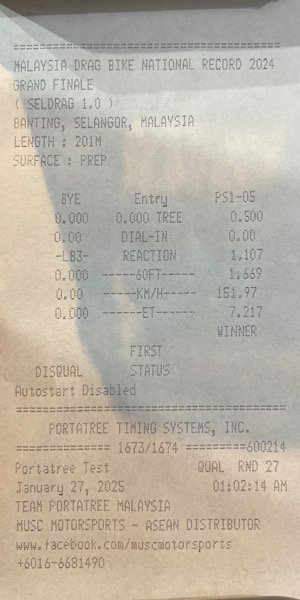 ==========================================
MALAYSIA DRAG BIKE NATIONAL RECORD 2024
GRAND FINALE
( SELDRAG 1.0 )
BANTING, SELANGOR, MALAYSIA
LENGTH : 201M
SURFACE : PREP
BYE Entry PS1-05
0.000 0.000 TREE 0.500
0.00 DIAL-IN 0.00
-LB3- REACTION 1.107
0.000 ------60FT------ 1.669
0.00 ------KM/H------ 151.97
0.000 -------ET------- 7.217
WINNER
FIRST
DISQUAL STATUS
Autostart Disabled
==========================================
PORTATREE TIMING SYSTEMS, INC.
============== 1673/1674 =========600214
Portatree Test QUAL RND 27
January 27, 2025 01:02:14 AM
TEAM PORTATREE MALAYSIA
MUSC MOTORSPORTS - ASEAN DISTRIBUTOR
www.facebook.com/muscmotorsports
+6016-6681490